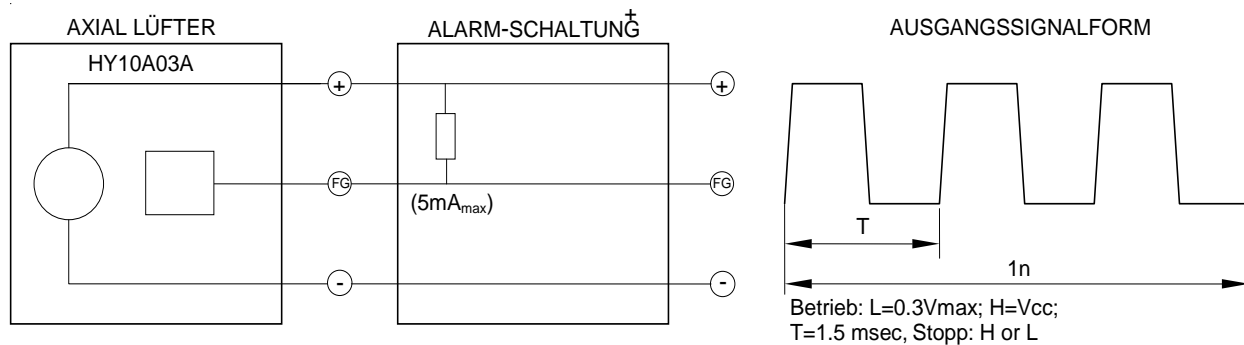 AXIAL LÜFTER
HY10A03A
+
FG
-
ALARM-SCHALTUNG
+
(5mAmax)
+
FG
-
AUSGANGSSIGNALFORM
T
1n
Betrieb: L=0.3Vmax; H=Vcc;
T=1.5 msec, Stopp: H or L